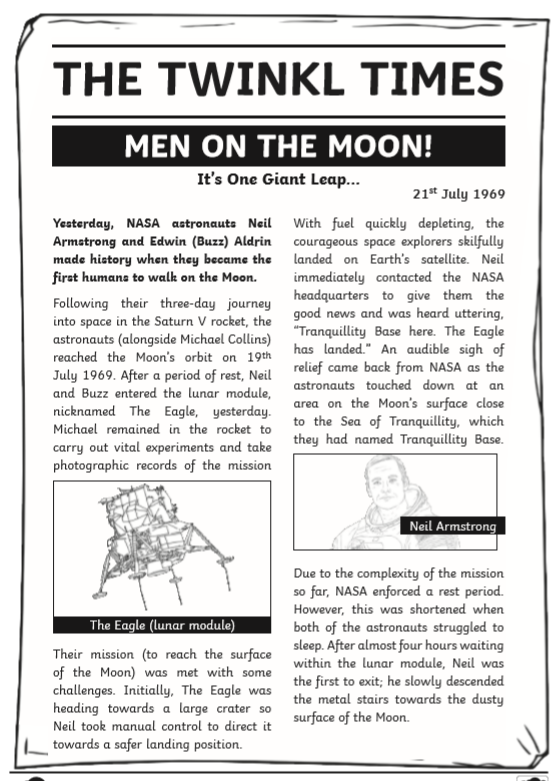 THE TWINKL TIMES
MEN ON THE MOON!
It's One Giant Leap...
21st July 1969
Yesterday, NASA astronauts Neil
Armstrong and Edwin (Buzz) Aldrin
made history when they became the
first humans to walk on the Moon.
Following their three-day journey
into space in the Saturn V rocket, the
astronauts (alongside Michael Collins)
reached the Moon's orbit on 19th
July 1969. After a period of rest, Neil
and Buzz entered the lunar module,
nicknamed The Eagle, yesterday.
Michael remained in the rocket to
carry out vital experiments and take
photographic records of the mission
The Eagle (lunar module)
Their mission (to reach the surface
of the Moon) was met with some
challenges. Initially, The Eagle was
heading towards a large crater so
Neil took manual control to direct it
towards a safer landing position.
With fuel quickly depleting, the
courageous space explorers skilfully
landed on Earth's satellite. Neil
immediately contacted the NASA
headquarters to give them the
good news and was heard uttering,
"Tranquillity Base here. The Eagle
has landed." An audible sigh of
relief came back from NASA as the
astronauts touched down at an
area on the Moon's surface close
to the Sea of Tranquility, which
they had named Tranquility Base.
Neil Armstrong
Due to the complexity of the mission
so far, NASA enforced a rest period.
However, this was shortened when
both of the astronauts struggled to
sleep. After almost four hours waiting
within the lunar module, Neil was
the first to exit; he slowly descended
the metal stairs towards the dusty
surface of the Moon.